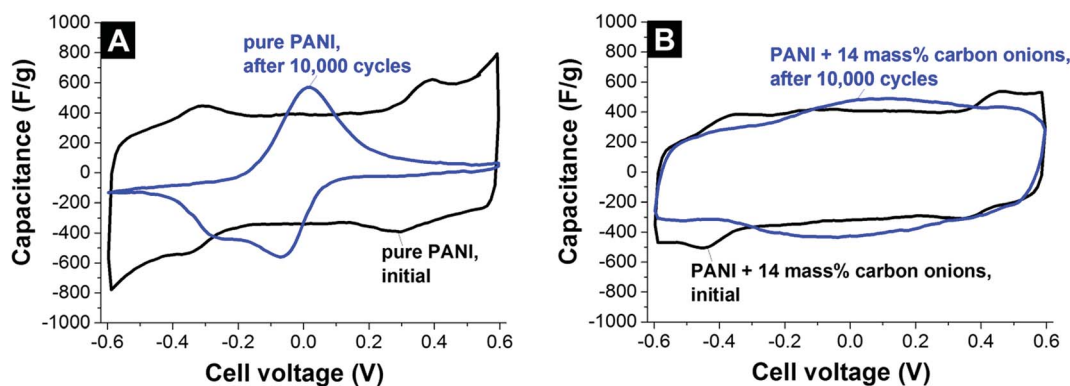 A
1000
800
600
400
200
0
-200
-400
-600
-800
-1000
Capacitance (F/g)
pure PANI,
after 10,000 cycles
pure PANI,
initial
-0.6
-0.4
-0.2
0.0
0.2
0.4
0.6
Cell voltage (V)
B
1000
800
600
400
200
0
-200
-400
-600
-800
-1000
Capacitance (F/g)
PANI + 14 mass% carbon onions,
after 10,000 cycles
PANI + 14 mass% carbon onions,
initial
-0.6
-0.4
-0.2
0.0
0.2
0.4
0.6
Cell voltage (V)